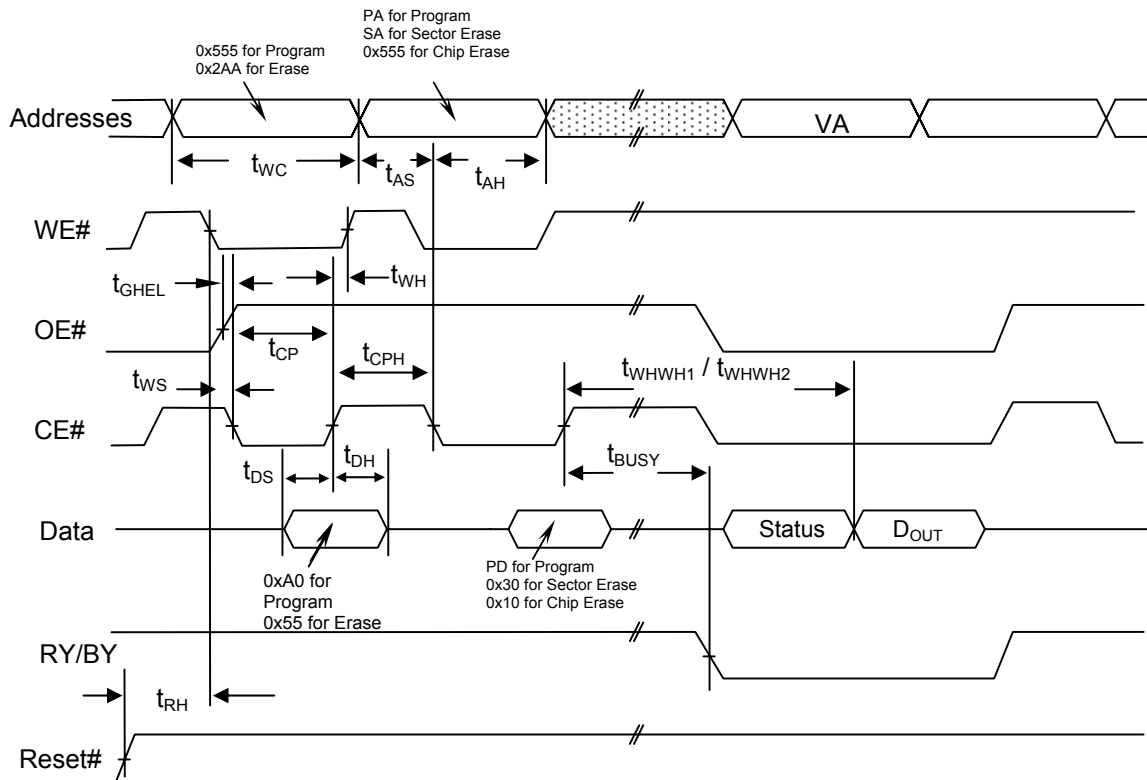 PA for Program
SA for Sector Erase
0x555 for Chip Erase
0x555 for Program
0x2AA for Erase
Addresses
VA
tWC
tAS
tAH
WE#
tGHEL
tWH
OE#
tCP
tCPH
tWHWH1 / tWHWH2
tWS
CE#
tDS
tDH
tBUSY
Data
Status
DOUT
0xA0 for
Program
0x55 for Erase
PD for Program
0x30 for Sector Erase
0x10 for Chip Erase
RY/BY
tRH
Reset#